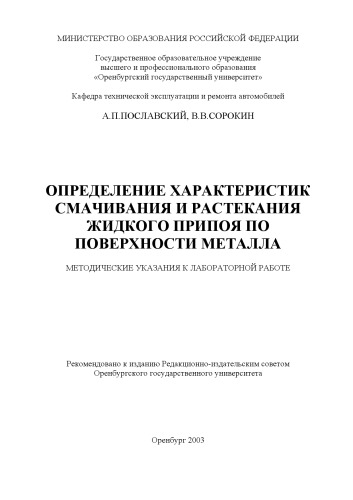 МИНИСТЕРСТВО ОБРАЗОВАНИЯ РОССИЙСКОЙ ФЕДЕРАЦИИ
Государственное образовательное учреждение
высшего и профессионального образования
«Оренбургский государственный университет»
Кафедра технической эксплуатации и ремонта автомобилей
А.П.ПОСЛАВСКИЙ, В.В.СОРОКИН
ОПРЕДЕЛЕНИЕ ХАРАКТЕРИСТИК
СМАЧИВАНИЯ И РАСТЕКАНИЯ
ЖИДКОГО ПРИПОЯ ПО
ПОВЕРХНОСТИ МЕТАЛЛА
МЕТОДИЧЕСКИЕ УКАЗАНИЯ К ЛАБОРАТОРНОЙ РАБОТЕ
Рекомендовано к изданию Редакционно-издательским советом
Оренбургского государственного университета
Оренбург 2003